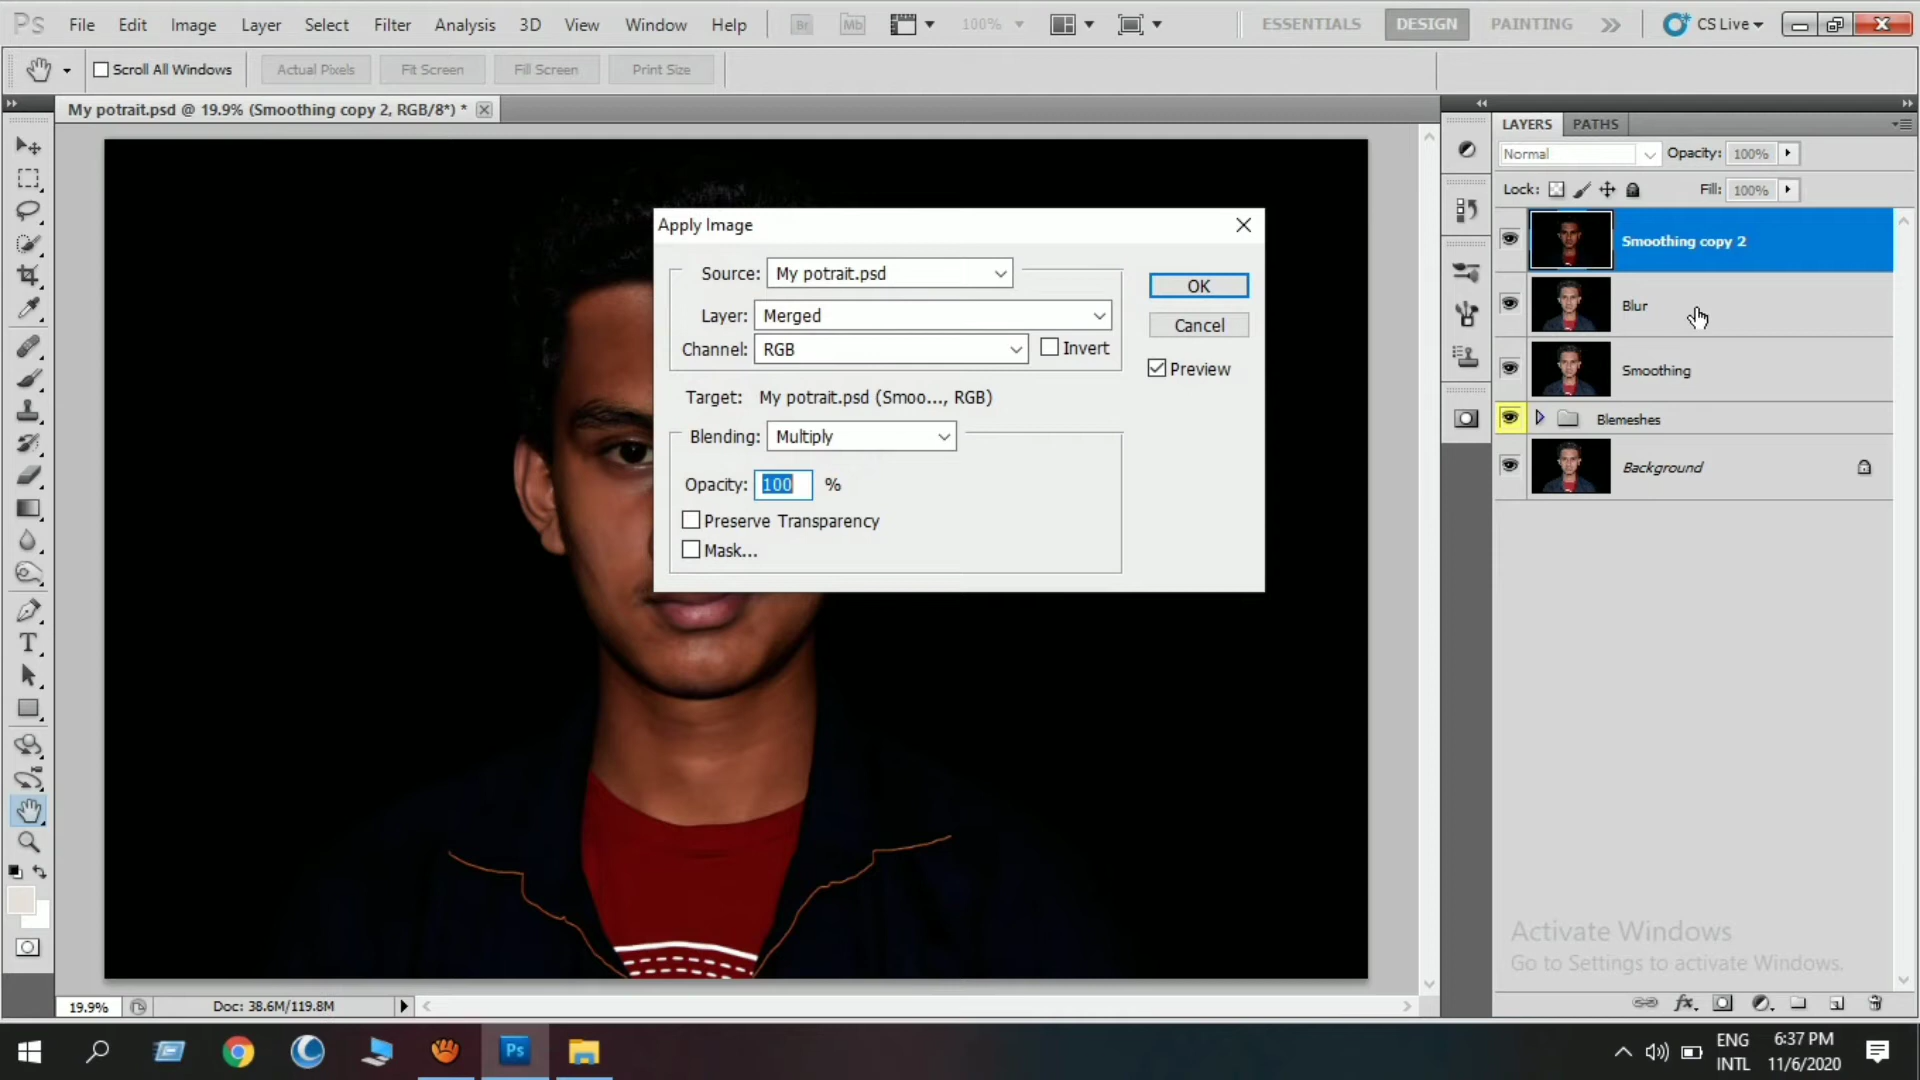 Ps File Edit Image Layer Select Filter Analysis 3D View Window Help Br Mb 100% ESSENTIALS DESIGN PAINTING CS Live
Scroll All Windows Actual Pixels Fit Screen Fill Screen Print Size
My potrait.psd @ 19.9% (Smoothing copy 2, RGB/8*) *
LAYERS PATHS
Normal Opacity: 100%
Lock: Fill: 100%
Smoothing copy 2
Blur
Smoothing
Blemeshes
Background
Apply Image
Source: My potrait.psd
Layer: Merged
Channel: RGB Invert
Target: My potrait.psd (Smoo..., RGB)
Blending: Multiply
Opacity: 100 %
Preserve Transparency
Mask...
OK
Cancel
Preview
T
Activate Windows
Go to Settings to activate Windows.
19.9% Doc: 38.6M/119.8M
fx
Ps
ENG
INTL
6:37 PM
11/6/2020